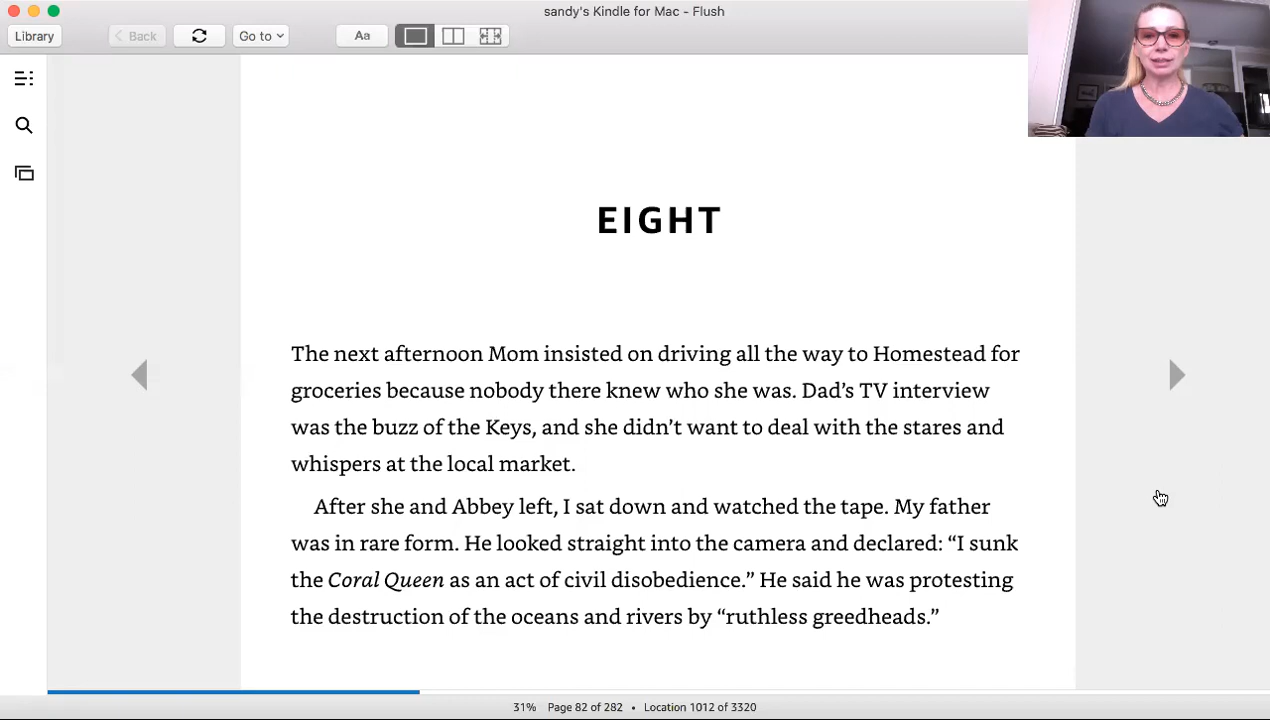 sandy's Kindle for Mac - Flush
Library
Back
Go to
Aa
EIGHT
The next afternoon Mom insisted on driving all the way to Homestead for
groceries because nobody there knew who she was. Dad’s TV interview
was the buzz of the Keys, and she didn’t want to deal with the stares and
whispers at the local market.
After she and Abbey left, I sat down and watched the tape. My father
was in rare form. He looked straight into the camera and declared: “I sunk
the Coral Queen as an act of civil disobedience.” He said he was protesting
the destruction of the oceans and rivers by “ruthless greedheads.”
31% Page 82 of 282 • Location 1012 of 3320